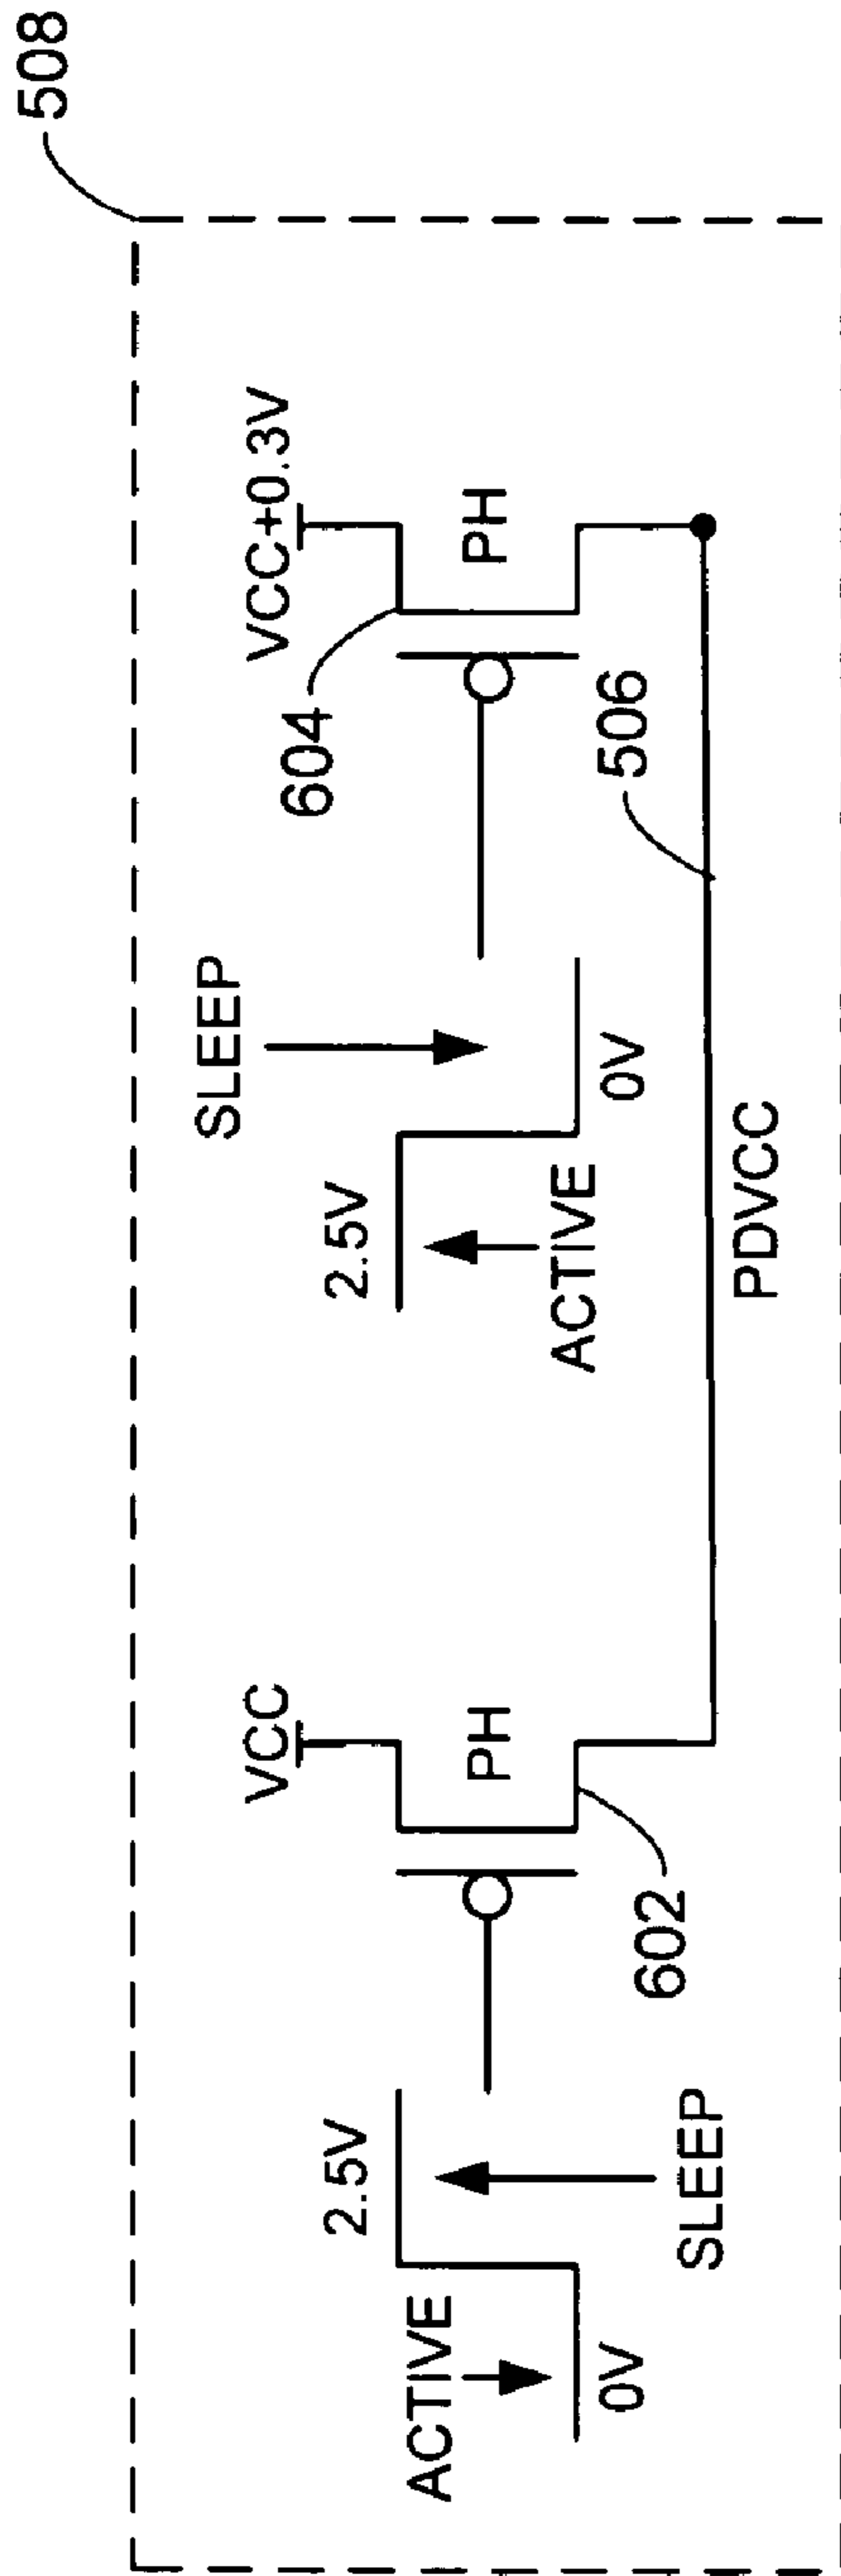 508
VCC
VCC+0.3V
SLEEP
604
2.5V
2.5V
PH
PH
ACTIVE
ACTIVE
0V
0V
506
602
SLEEP
PDVCC